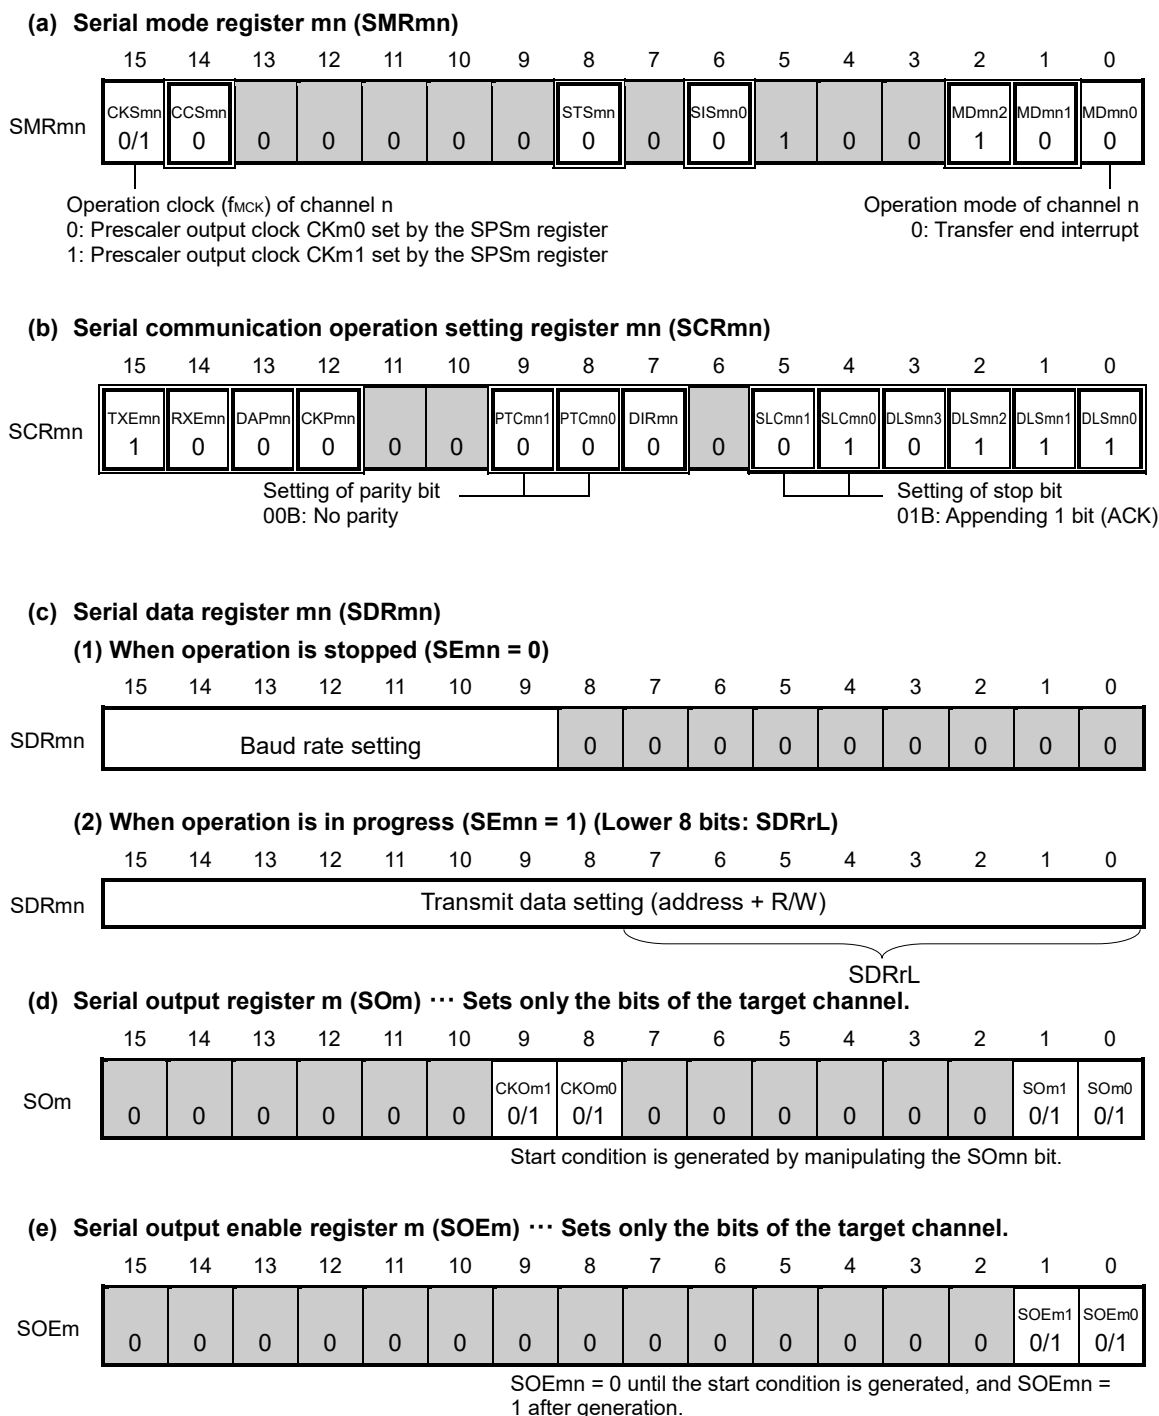 (a) Serial mode register mn (SMRmn)
15 14 13 12 11 10 9 8 7 6 5 4 3 2 1 0
CKSmn CCSmn STSmn SISmn0 MDmn2 MDmn1 MDmn0
SMRmn 0/1 0 0 0 0 0 0 0 0 0 1 0 0 1 0 0
Operation clock (fMCK) of channel n Operation mode of channel n
0: Prescaler output clock CKm0 set by the SPSm register 0: Transfer end interrupt
1: Prescaler output clock CKm1 set by the SPSm register
(b) Serial communication operation setting register mn (SCRmn)
15 14 13 12 11 10 9 8 7 6 5 4 3 2 1 0
TXEmn RXEmn DAPmn CKPmn PTCmn1 PTCmn0 DIRmn SLCmn1 SLCmn0 DLSmn3 DLSmn2 DLSmn1 DLSmn0
SCRmn 1 0 0 0 0 0 0 0 0 0 0 1 0 1 1 1
Setting of parity bit Setting of stop bit
00B: No parity 01B: Appending 1 bit (ACK)
(c) Serial data register mn (SDRmn)
(1) When operation is stopped (SEmn = 0)
15 14 13 12 11 10 9 8 7 6 5 4 3 2 1 0
SDRmn Baud rate setting 0 0 0 0 0 0 0 0 0
(2) When operation is in progress (SEmn = 1) (Lower 8 bits: SDRrL)
15 14 13 12 11 10 9 8 7 6 5 4 3 2 1 0
SDRmn Transmit data setting (address + R/W)
SDRrL
(d) Serial output register m (SOm) ··· Sets only the bits of the target channel.
15 14 13 12 11 10 9 8 7 6 5 4 3 2 1 0
CKOm1 CKOm0 SOm1 SOm0
SOm 0 0 0 0 0 0 0/1 0/1 0 0 0 0 0 0 0/1 0/1
Start condition is generated by manipulating the SOmn bit.
(e) Serial output enable register m (SOEm) ··· Sets only the bits of the target channel.
15 14 13 12 11 10 9 8 7 6 5 4 3 2 1 0
SOEm1 SOEm0
SOEm 0 0 0 0 0 0 0 0 0 0 0 0 0 0 0/1 0/1
SOEmn = 0 until the start condition is generated, and SOEmn =
1 after generation.